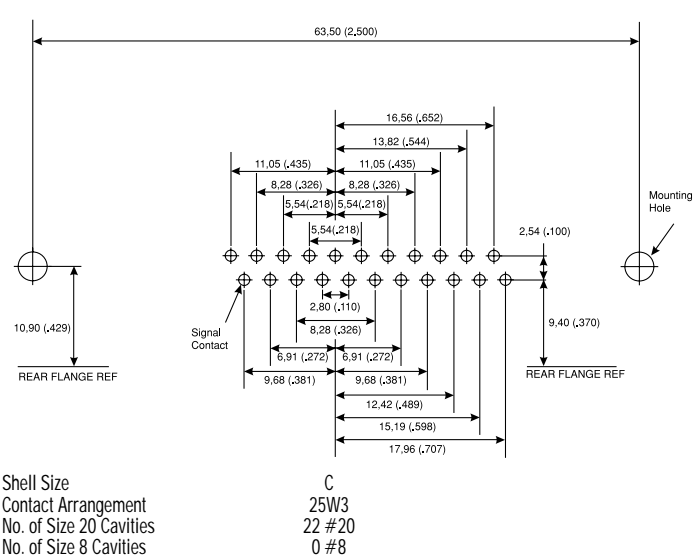 63,50 (2.500)
16,56 (.652)
13,82 (.544)
11,05 (.435) 11,05 (.435)
8,28 (.326) 8,28 (.326)
5,54(.218) 5,54(.218)
5,54(.218)
Mounting
Hole
2,54 (.100)
2,80 (.110)
10,90 (.429)
Signal
Contact
8,28 (.326)
9,40 (.370)
6,91 (.272) 6,91 (.272)
REAR FLANGE REF
9,68 (.381) 9,68 (.381)
REAR FLANGE REF
12,42 (.489)
15,19 (.598)
17,96 (.707)
Shell Size C
Contact Arrangement 25W3
No. of Size 20 Cavities 22 #20
No. of Size 8 Cavities 0 #8